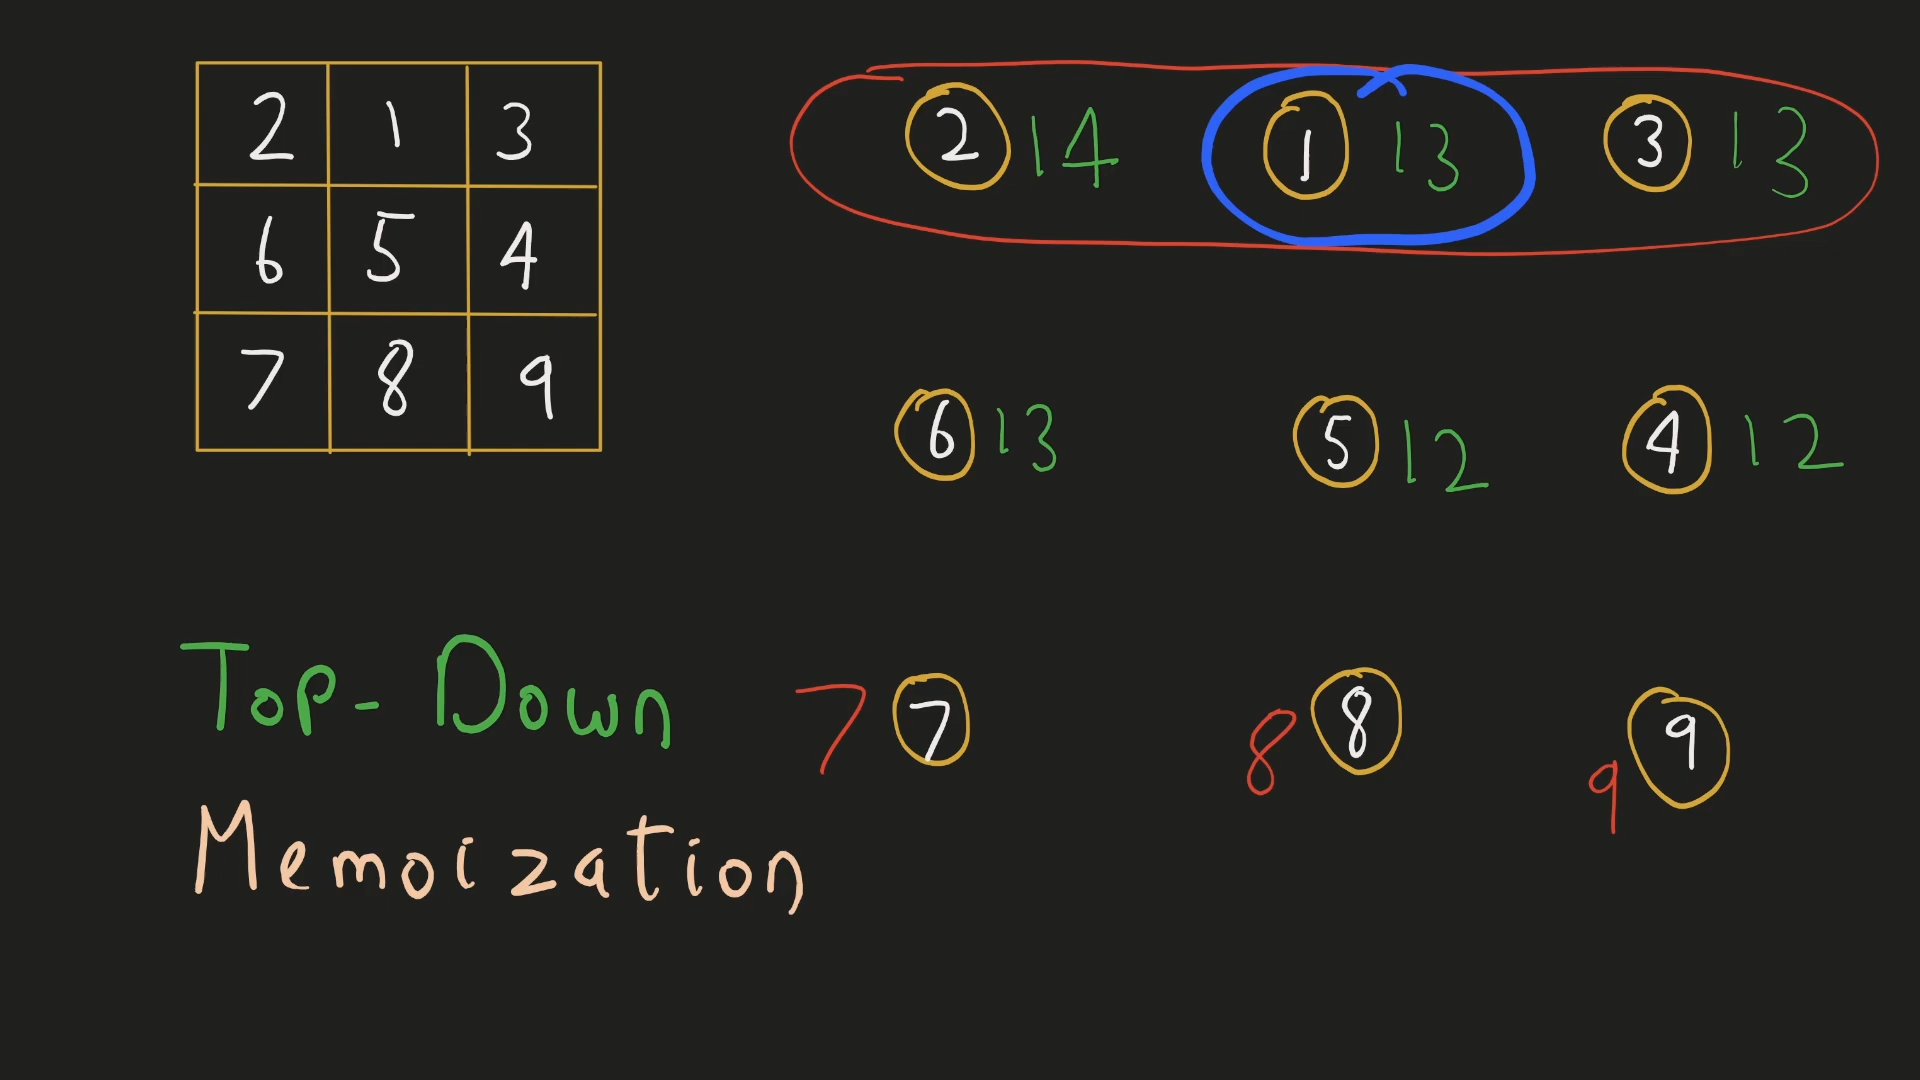 2 1 3
6 5 4
7 8 9
2 14 1 13 3 13
6 13 5 12 4 12
7 7 8 8 9 9
Top-Down
Memoization